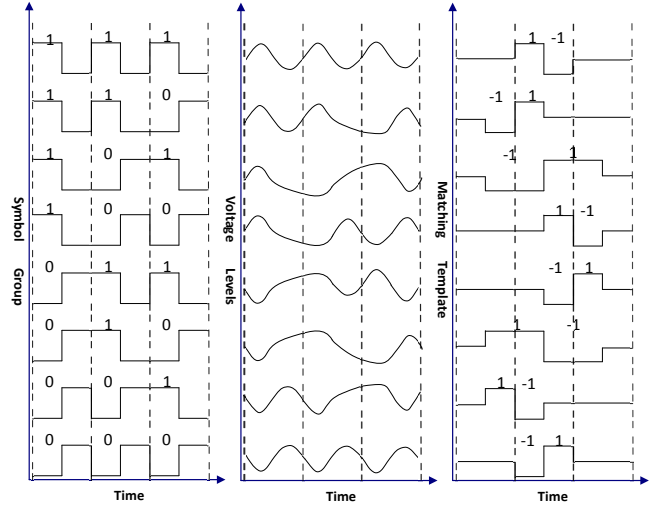 Symbol Group
1 1 1
1 1 0
1 0 1
1 0 0
0 1 1
0 1 0
0 0 1
0 0 0
Time
Voltage Levels
Time
Matching Template
1 -1
-1 1
-1 1
1 -1
-1 1
1 -1
1 -1
-1 1
Time